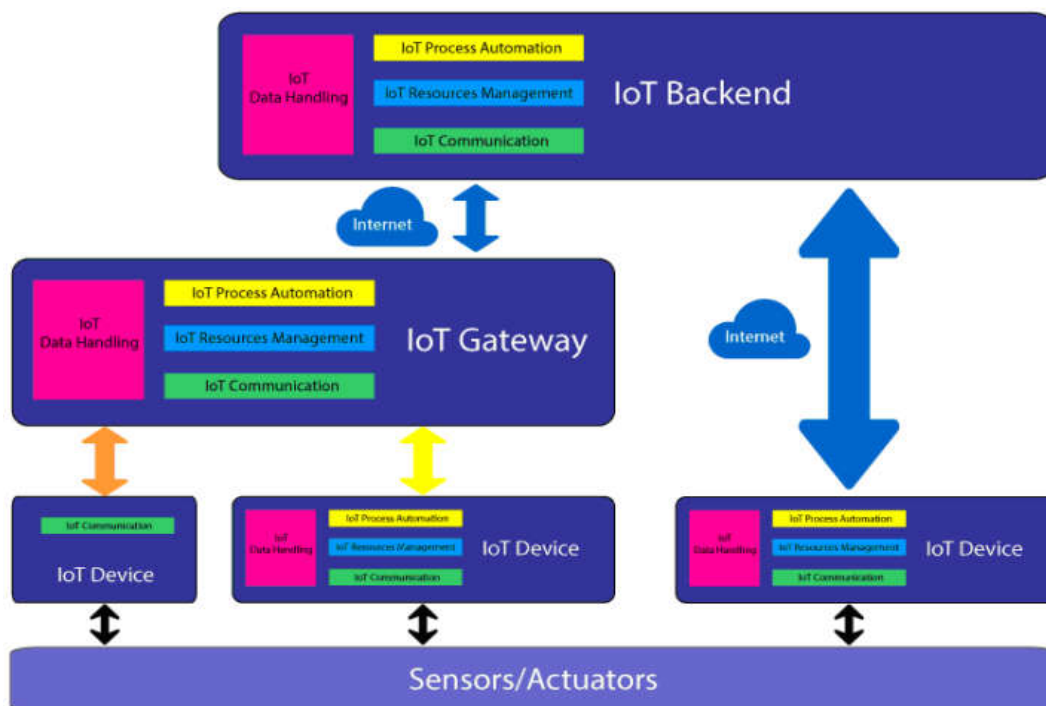 IoT
Data Handling
IoT Process Automation
IoT Resources Management
IoT Communication
IoT Backend
Internet
IoT
Data Handling
IoT Process Automation
IoT Resources Management
IoT Communication
IoT Gateway
Internet
IoT Communication
IoT Device
IoT
Data Handling
IoT Process Automation
IoT Resources Management
IoT Communication
IoT Device
IoT
Data Handling
IoT Process Automation
IoT Resources Management
IoT Communication
IoT Device
Sensors/Actuators